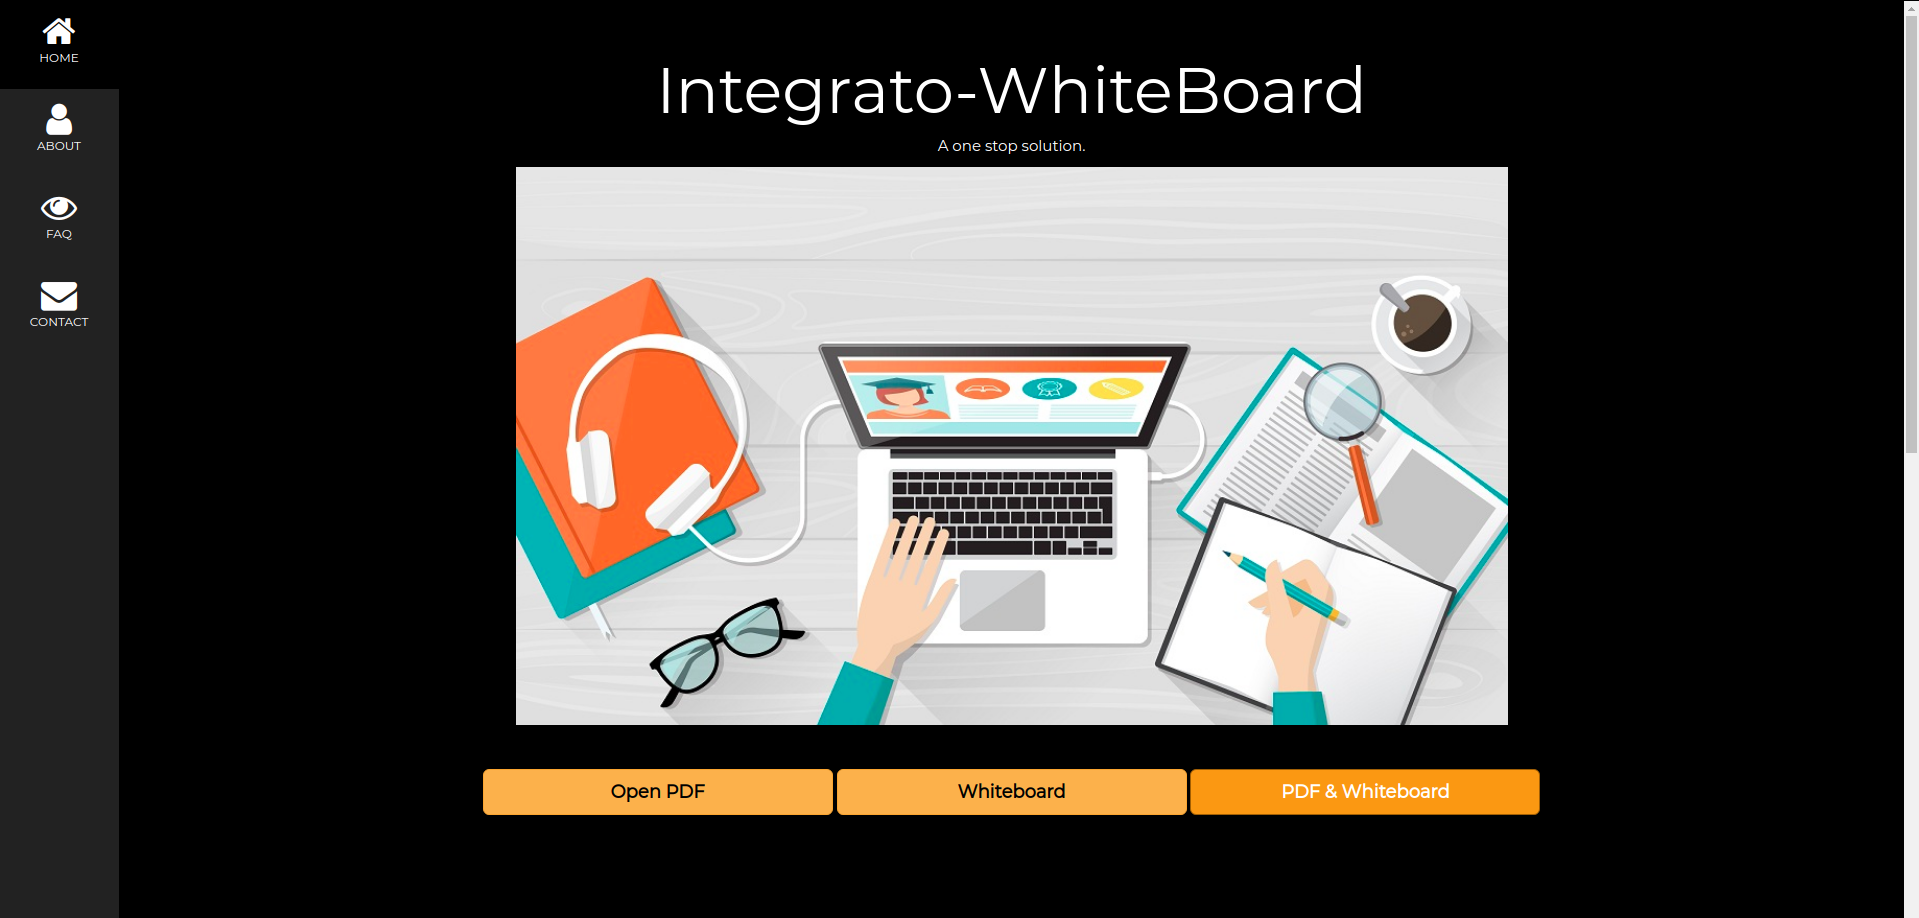 HOME
ABOUT
FAQ
CONTACT
Integrato-WhiteBoard
A one stop solution.
Open PDF
Whiteboard
PDF & Whiteboard